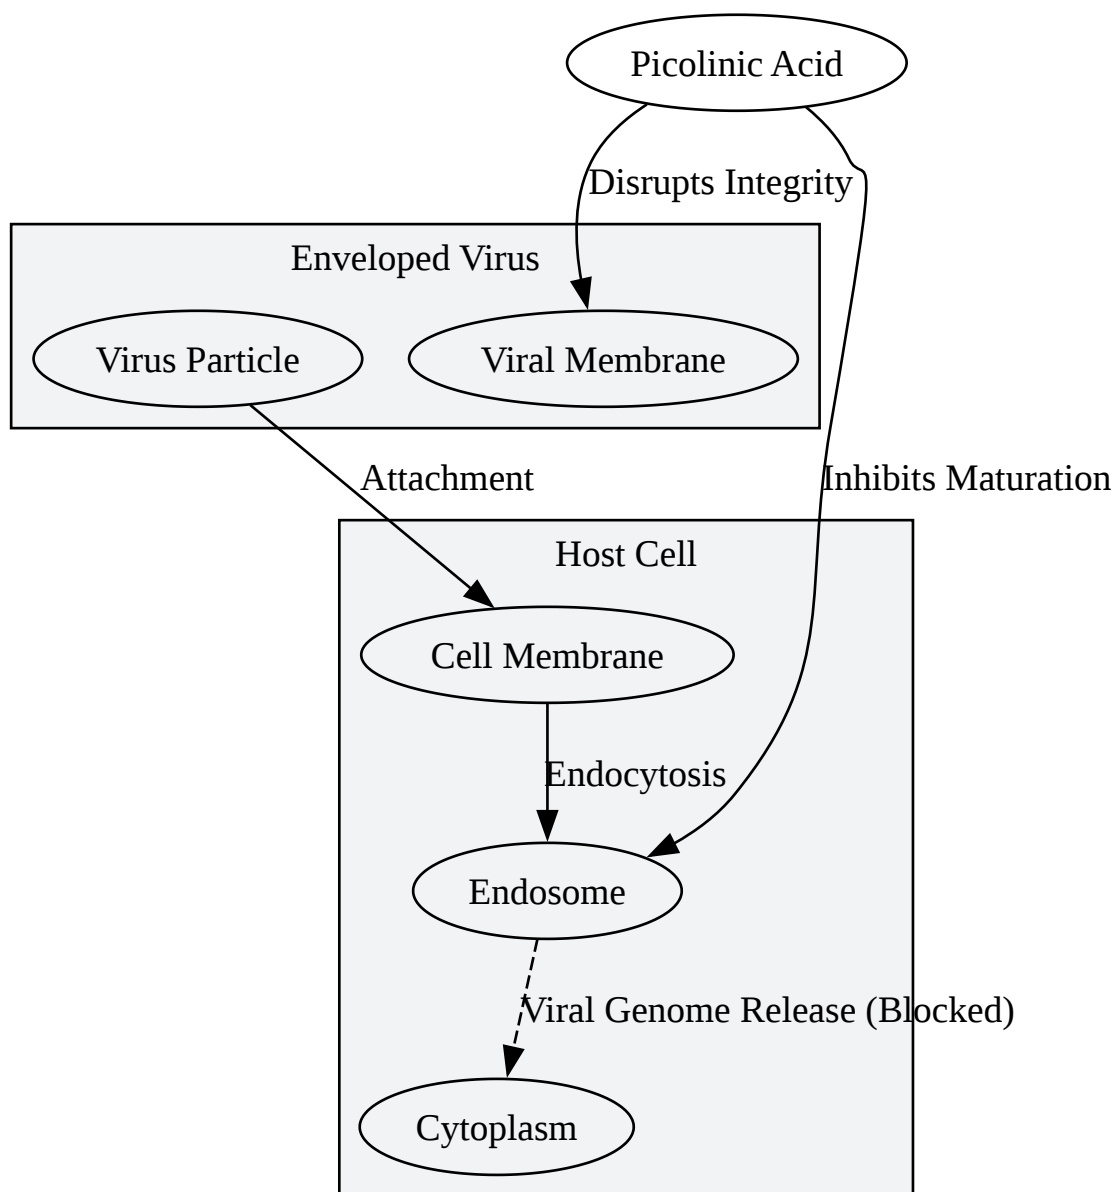 Picolinic Acid
Disrupts Integrity
Enveloped Virus
Virus Particle
Viral Membrane
Attachment
Inhibits Maturation
Host Cell
Cell Membrane
Endocytosis
Endosome
Viral Genome Release (Blocked)
Cytoplasm